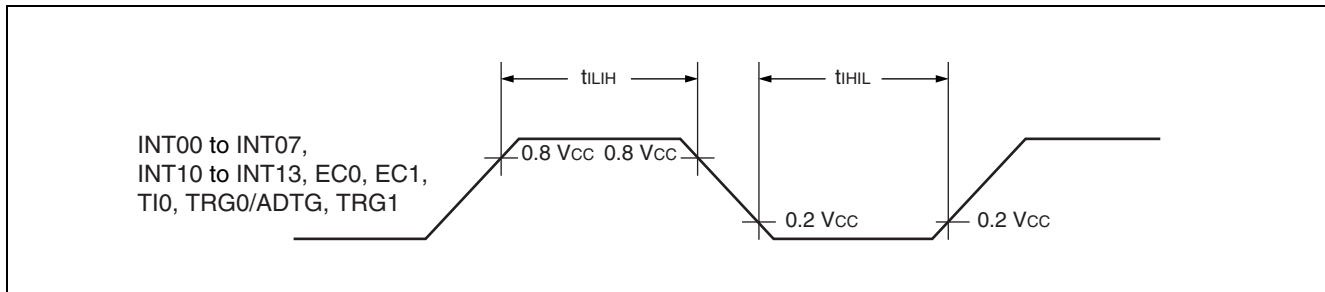 tILIH
tIHIL
INT00 to INT07,
INT10 to INT13, EC0, EC1,
TI0, TRG0/ADTG, TRG1
0.8 VCC 0.8 VCC
0.2 VCC
0.2 VCC